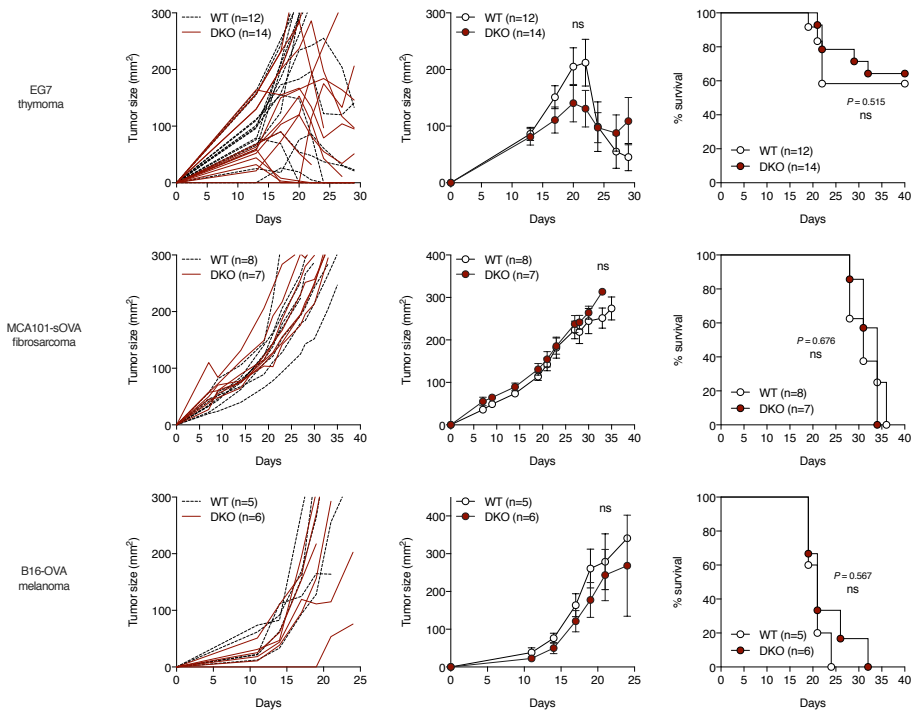 EG7
thymoma
Tumor size (mm²)
300
200
100
0
WT (n=12)
DKO (n=14)
0 5 10 15 20 25 30
Days
Tumor size (mm²)
300
200
100
0
WT (n=12)
DKO (n=14)
ns
0 5 10 15 20 25 30
Days
% survival
100
80
60
40
20
0
P = 0.515
ns
WT (n=12)
DKO (n=14)
0 5 10 15 20 25 30 35 40
Days
MCA101-sOVA
fibrosarcoma
Tumor size (mm²)
300
200
100
0
WT (n=8)
DKO (n=7)
0 5 10 15 20 25 30 35 40
Days
Tumor size (mm²)
400
300
200
100
0
WT (n=8)
DKO (n=7)
ns
0 5 10 15 20 25 30 35 40
Days
% survival
100
80
60
40
20
0
P = 0.676
ns
WT (n=8)
DKO (n=7)
0 5 10 15 20 25 30 35 40
Days
B16-OVA
melanoma
Tumor size (mm²)
300
200
100
0
WT (n=5)
DKO (n=6)
0 5 10 15 20 25
Days
Tumor size (mm²)
400
300
200
100
0
WT (n=5)
DKO (n=6)
ns
0 5 10 15 20 25
Days
% survival
100
80
60
40
20
0
P = 0.567
ns
WT (n=5)
DKO (n=6)
0 5 10 15 20 25 30 35 40
Days